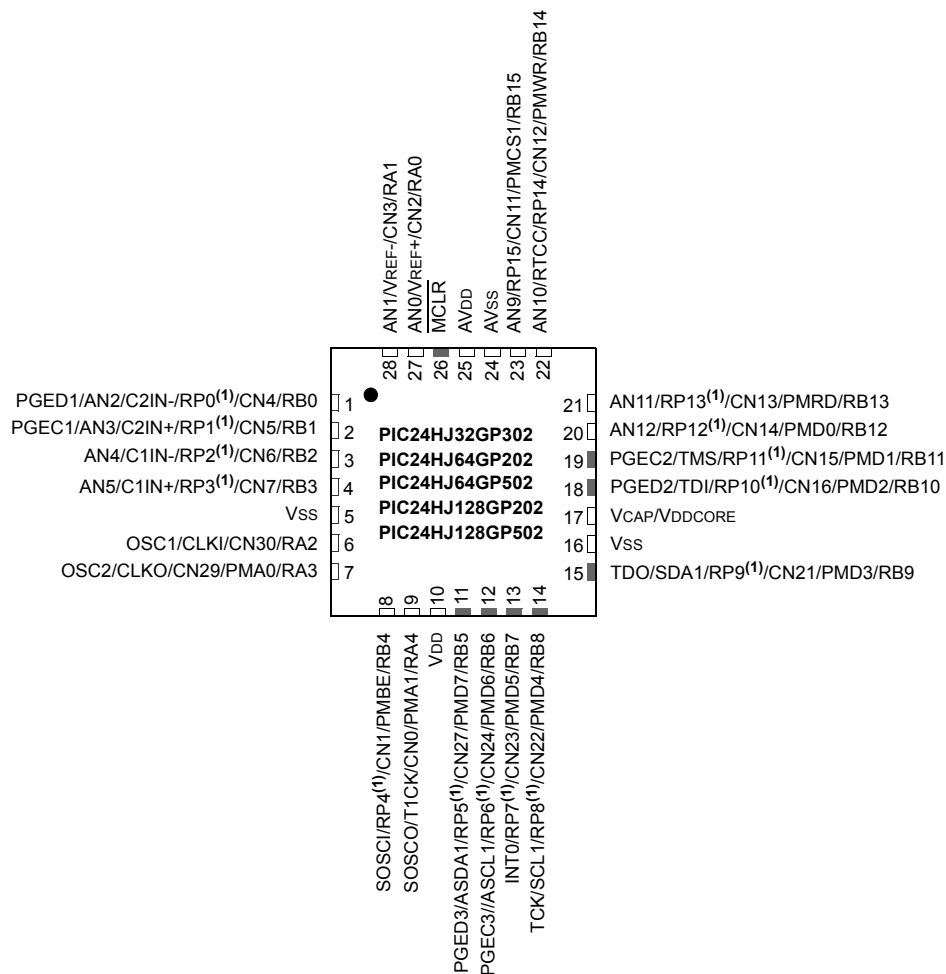 AN1/VREF-/CN3/RA1
AN0/VREF+/CN2/RA0
MCLR
AVDD
AVSS
AN9/RP15/CN11/PMCS1/RB15
AN10/RTCC/RP14/CN12/PMWR/RB14
28
27
26
25
24
23
22
PGED1/AN2/C2IN-/RP0(1)/CN4/RB0
1
PGEC1/AN3/C2IN+/RP1(1)/CN5/RB1
2
AN4/C1IN-/RP2(1)/CN6/RB2
3
AN5/C1IN+/RP3(1)/CN7/RB3
4
VSS
5
OSC1/CLKI/CN30/RA2
6
OSC2/CLKO/CN29/PMA0/RA3
7
PIC24HJ32GP302
PIC24HJ64GP202
PIC24HJ64GP502
PIC24HJ128GP202
PIC24HJ128GP502
21
AN11/RP13(1)/CN13/PMRD/RB13
20
AN12/RP12(1)/CN14/PMD0/RB12
19
PGEC2/TMS/RP11(1)/CN15/PMD1/RB11
18
PGED2/TDI/RP10(1)/CN16/PMD2/RB10
17
VCAP/VDDCORE
16
VSS
15
TDO/SDA1/RP9(1)/CN21/PMD3/RB9
8
9
10
11
12
13
14
SOSCI/RP4(1)/CN1/PMBE/RB4
SOSCO/T1CK/CN0/PMA1/RA4
VDD
PGED3/ASDA1/RP5(1)/CN27/PMD7/RB5
PGEC3//ASCL1/RP6(1)/CN24/PMD6/RB6
INT0/RP7(1)/CN23/PMD5/RB7
TCK/SCL1/RP8(1)/CN22/PMD4/RB8